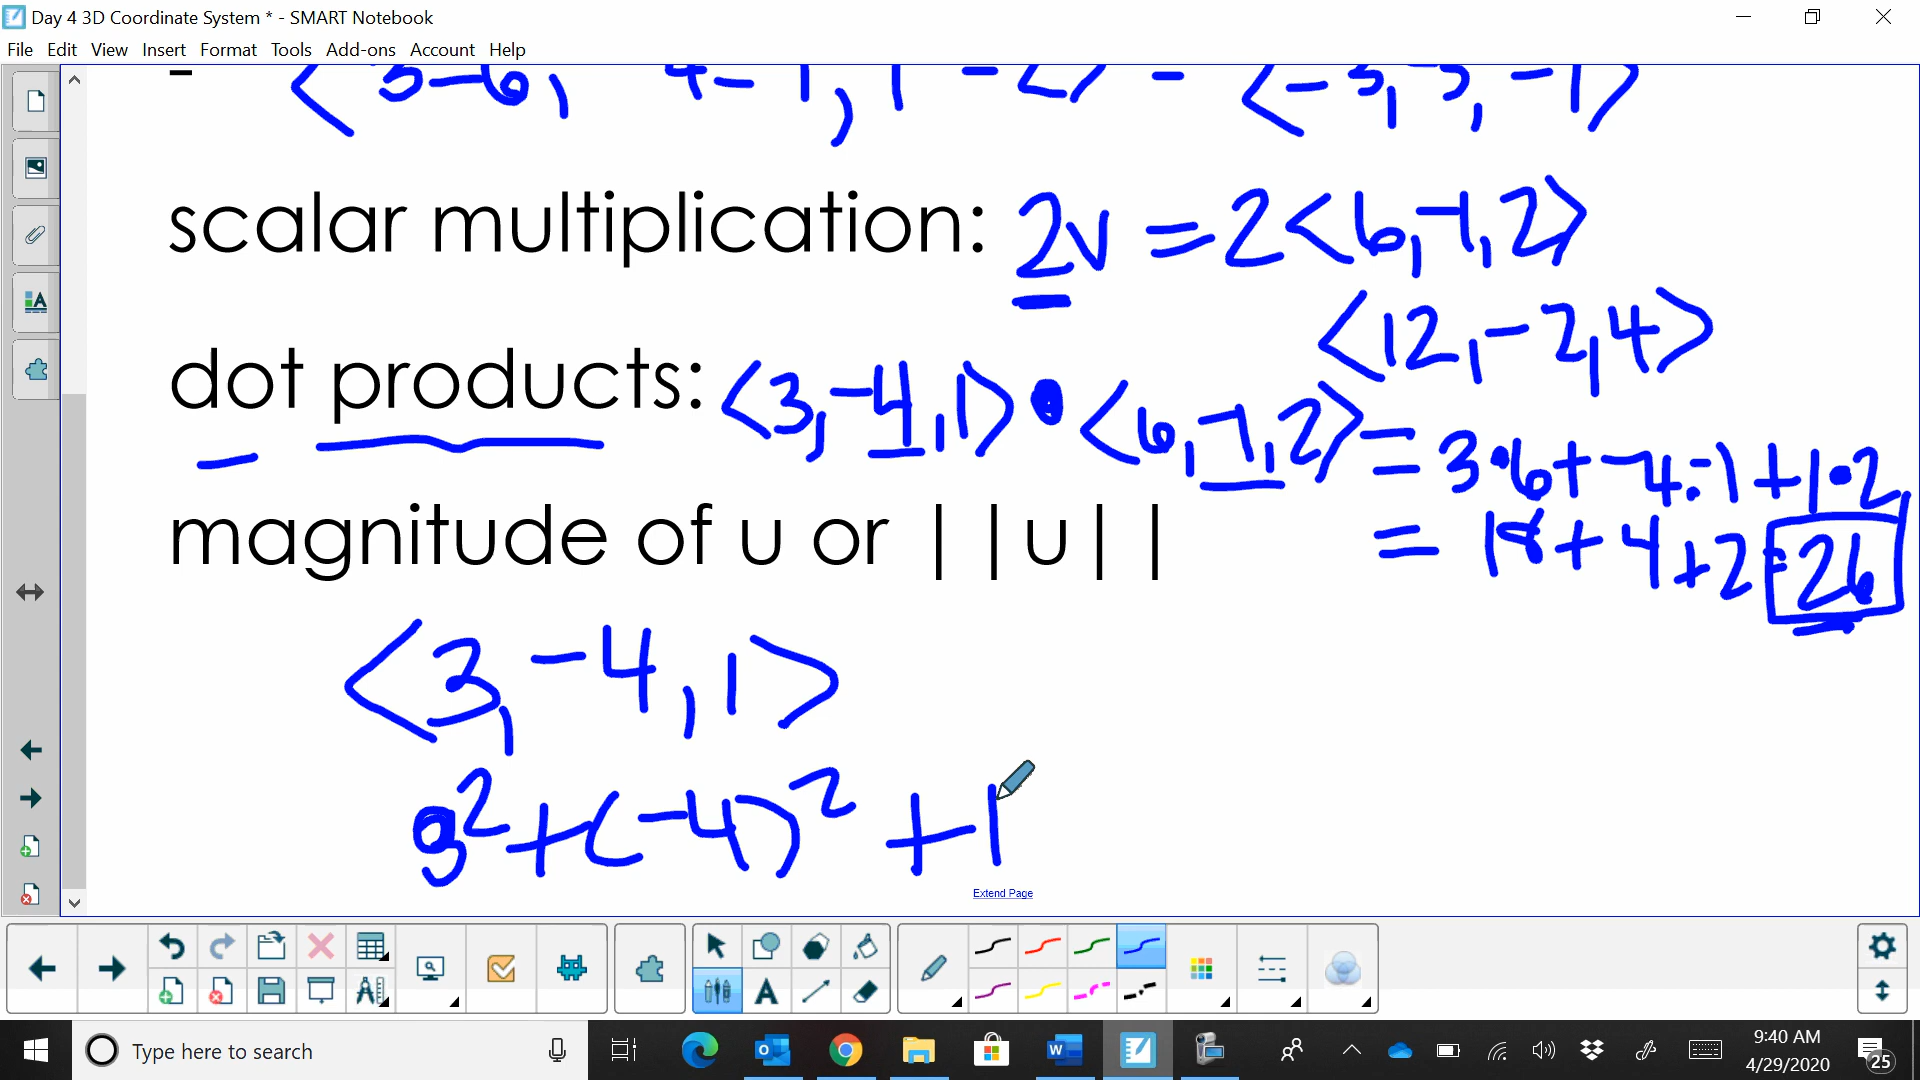 Day 4 3D Coordinate System * - SMART Notebook
File Edit View Insert Format Tools Add-ons Account Help
scalar multiplication: 2v = 2<6,-1,2>
<12,-2,4>
dot products: <3,-4,1> • <6,-1,2> = 3•6+-4•-1+1•2
= 18+4+2=26
magnitude of u or ||u||
<3,-4,1>
3²+(-4)²+1
Extend Page
Type here to search
9:40 AM
4/29/2020
25